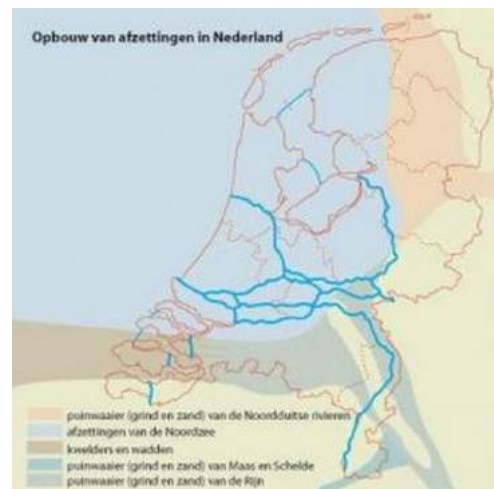 Opbouw van afzettingen in Nederland
puinwaaier (grind en zand) van de Noordduitse rivieren
afzettingen van de Noordzee
kwelders en wadden
puinwaaier (grind en zand) van Maas en Schelde
puinwaaier (grind en zand) van de Rijn